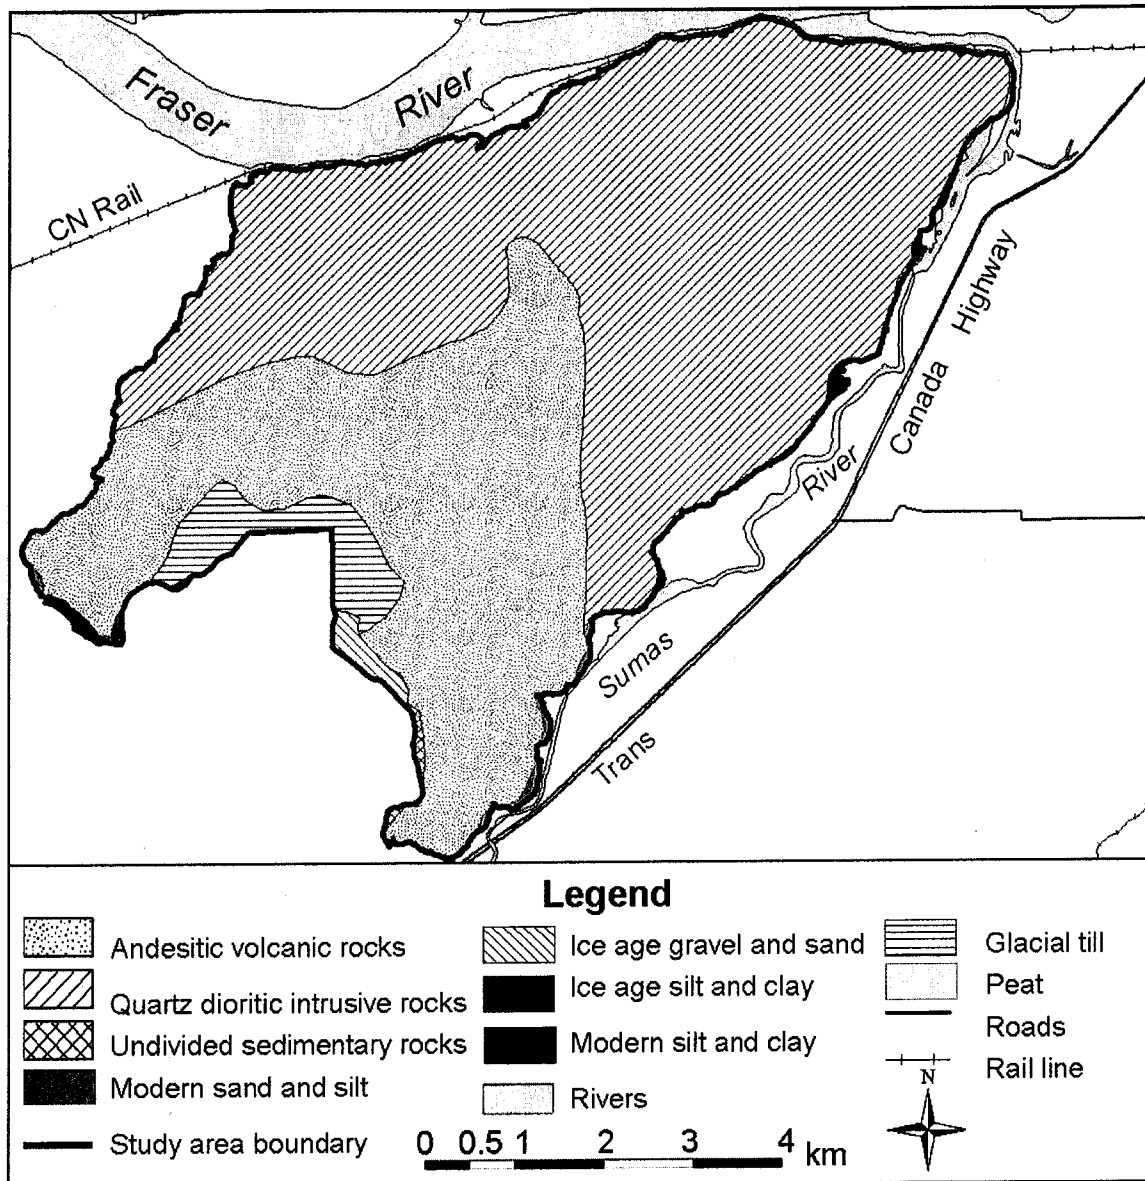 Fraser River
CN Rail
Canada Highway
River
Sumas
Trans
Legend
Andesitic volcanic rocks
Quartz dioritic intrusive rocks
Undivided sedimentary rocks
Modern sand and silt
Study area boundary
Ice age gravel and sand
Ice age silt and clay
Modern silt and clay
Rivers
0 0.5 1 2 3 4 km
Glacial till
Peat
Roads
Rail line
N